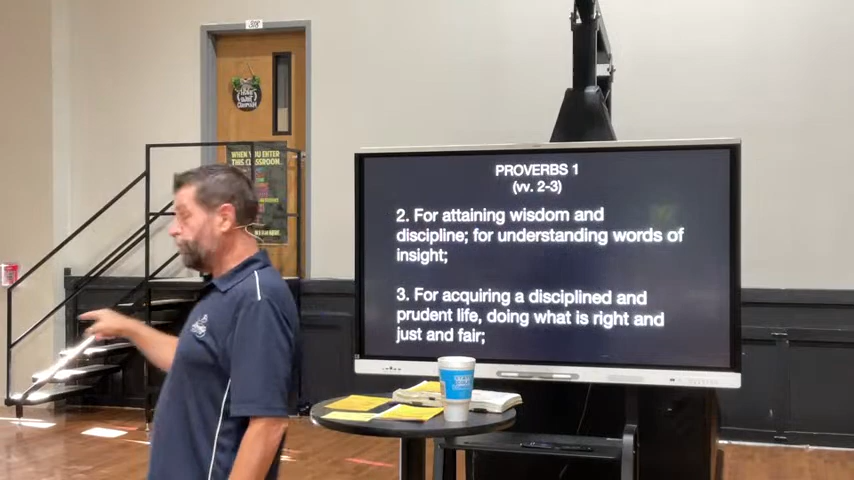 WHEN YOU ENTER
THIS CLASSROOM
PROVERBS 1
(vv. 2-3)
2. For attaining wisdom and
discipline; for understanding words of
insight;
3. For acquiring a disciplined and
prudent life, doing what is right and
just and fair;